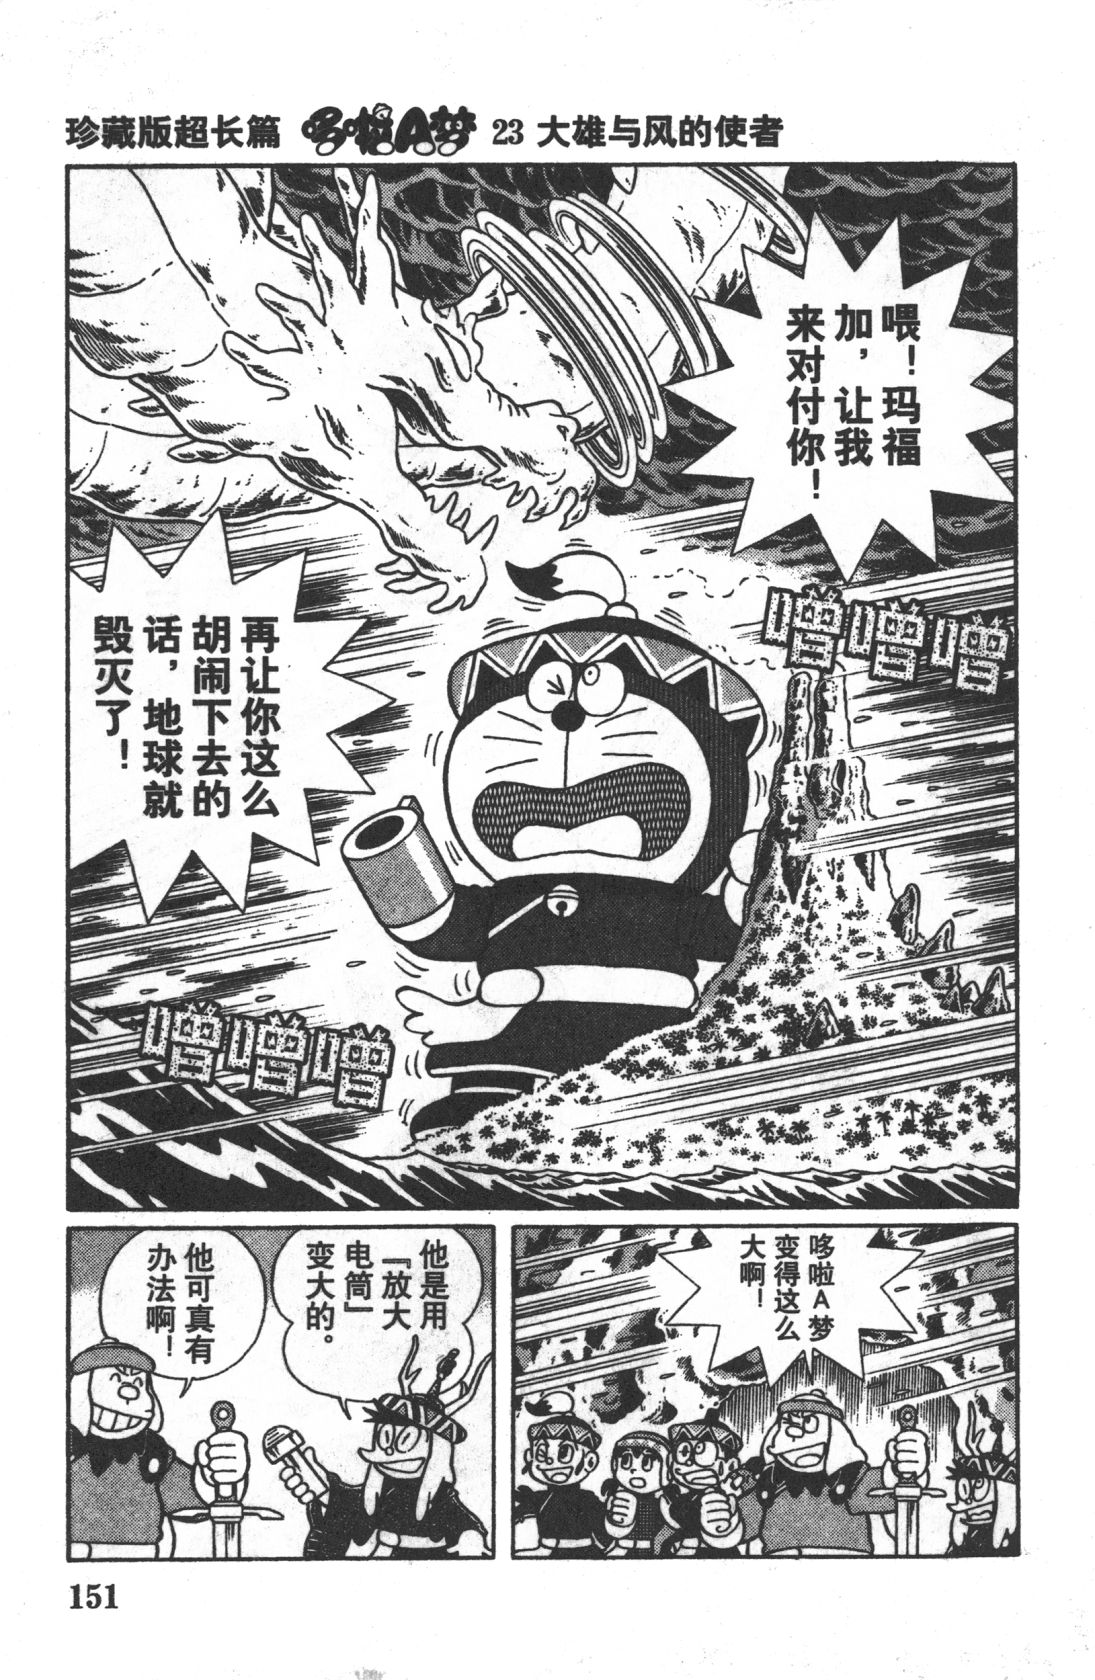 珍藏版超长篇 哆啦A梦 23 大雄与风的使者
喂！玛福
加，让我
来对付你！
再让你这么
胡闹下去的
话，地球就
毁灭了！
噌噌噌
噌噌噌
哆啦A梦
变得这么
大啊！
他是用
『放大
电筒』
变大的。
他可真有
办法啊！
151